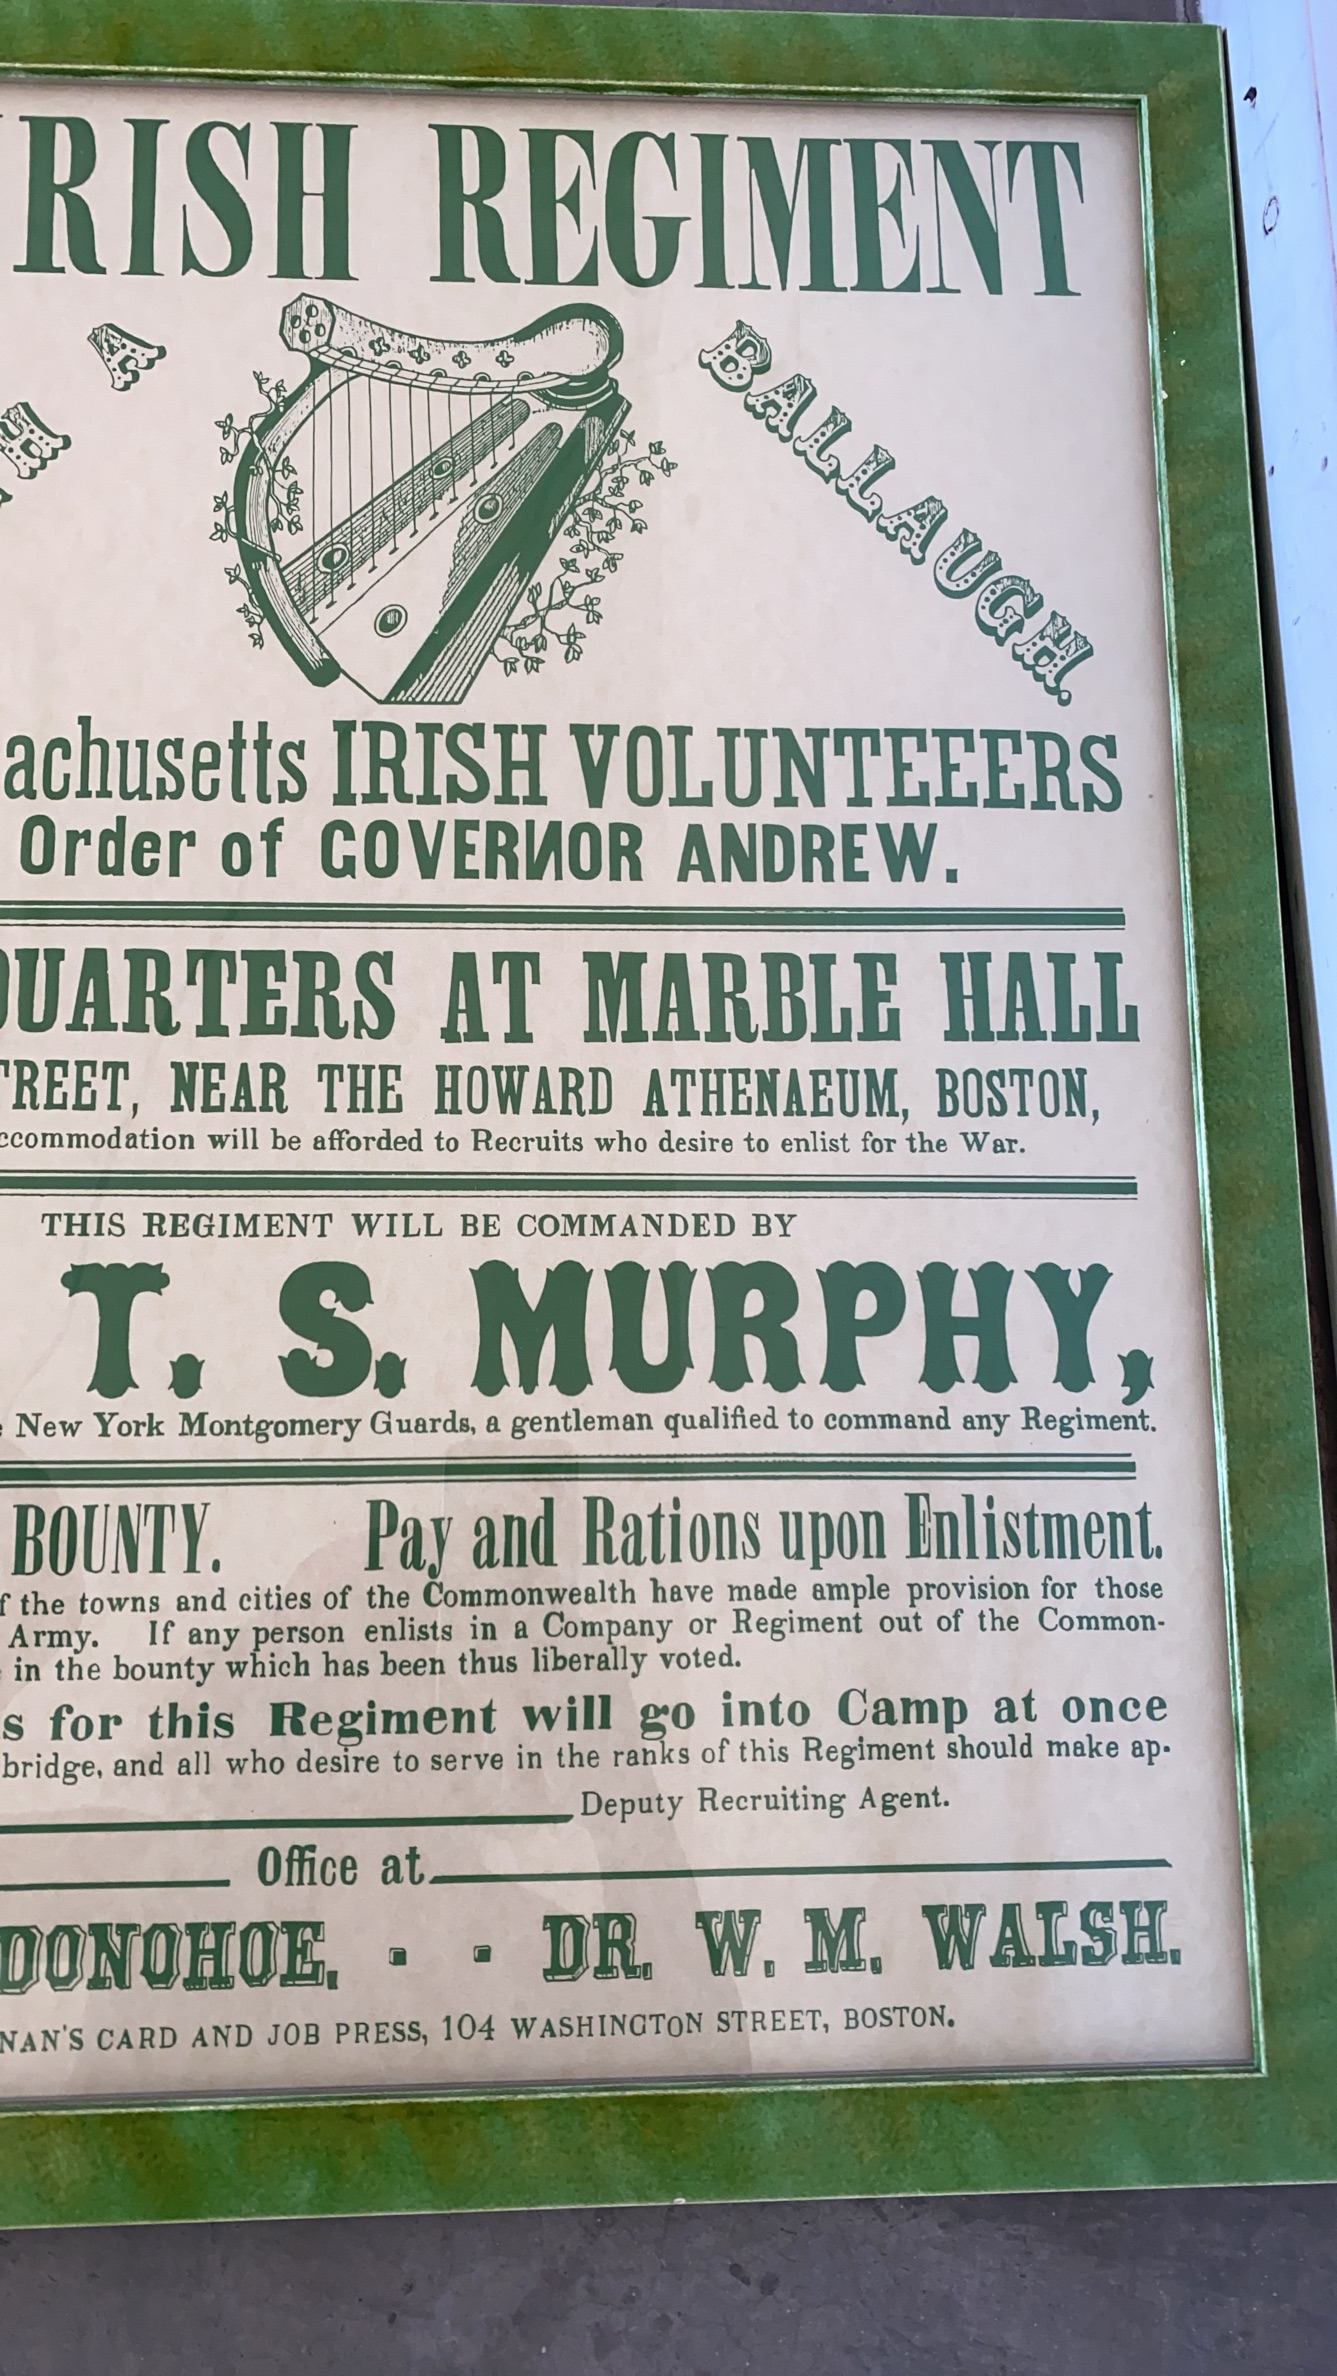 RISH REGIMENT
H A BALLAUGH.
achusetts IRISH VOLUNTEEERS
Order of GOVERNOR ANDREW.
QUARTERS AT MARBLE HALL
TREET, NEAR THE HOWARD ATHENAEUM, BOSTON,
ccommodation will be afforded to Recruits who desire to enlist for the War.
THIS REGIMENT WILL BE COMMANDED BY
T. S. MURPHY,
New York Montgomery Guards, a gentleman qualified to command any Regiment.
BOUNTY. Pay and Rations upon Enlistment.
f the towns and cities of the Commonwealth have made ample provision for those
Army. If any person enlists in a Company or Regiment out of the Common-
in the bounty which has been thus liberally voted.
s for this Regiment will go into Camp at once
bridge, and all who desire to serve in the ranks of this Regiment should make ap-
Deputy Recruiting Agent.
Office at
DONOHOE, - - DR. W. M. WALSH.
NAN'S CARD AND JOB PRESS, 104 WASHINGTON STREET, BOSTON.